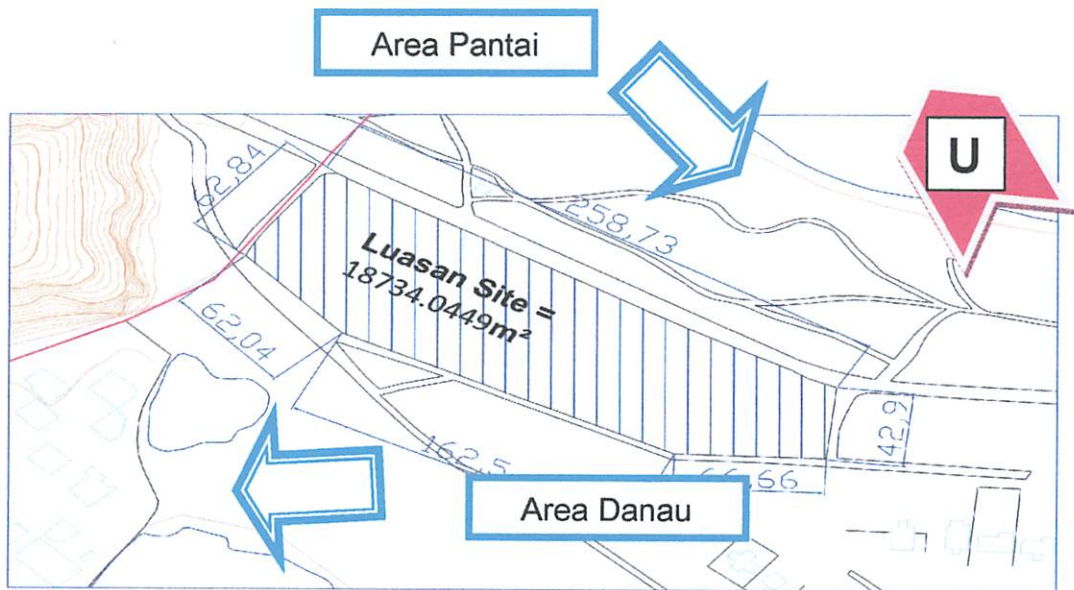 Area Pantai
U
62,84
258,73
Luasan Site =
18734.0449m²
62,04
42,9
162,5
66,66
Area Danau